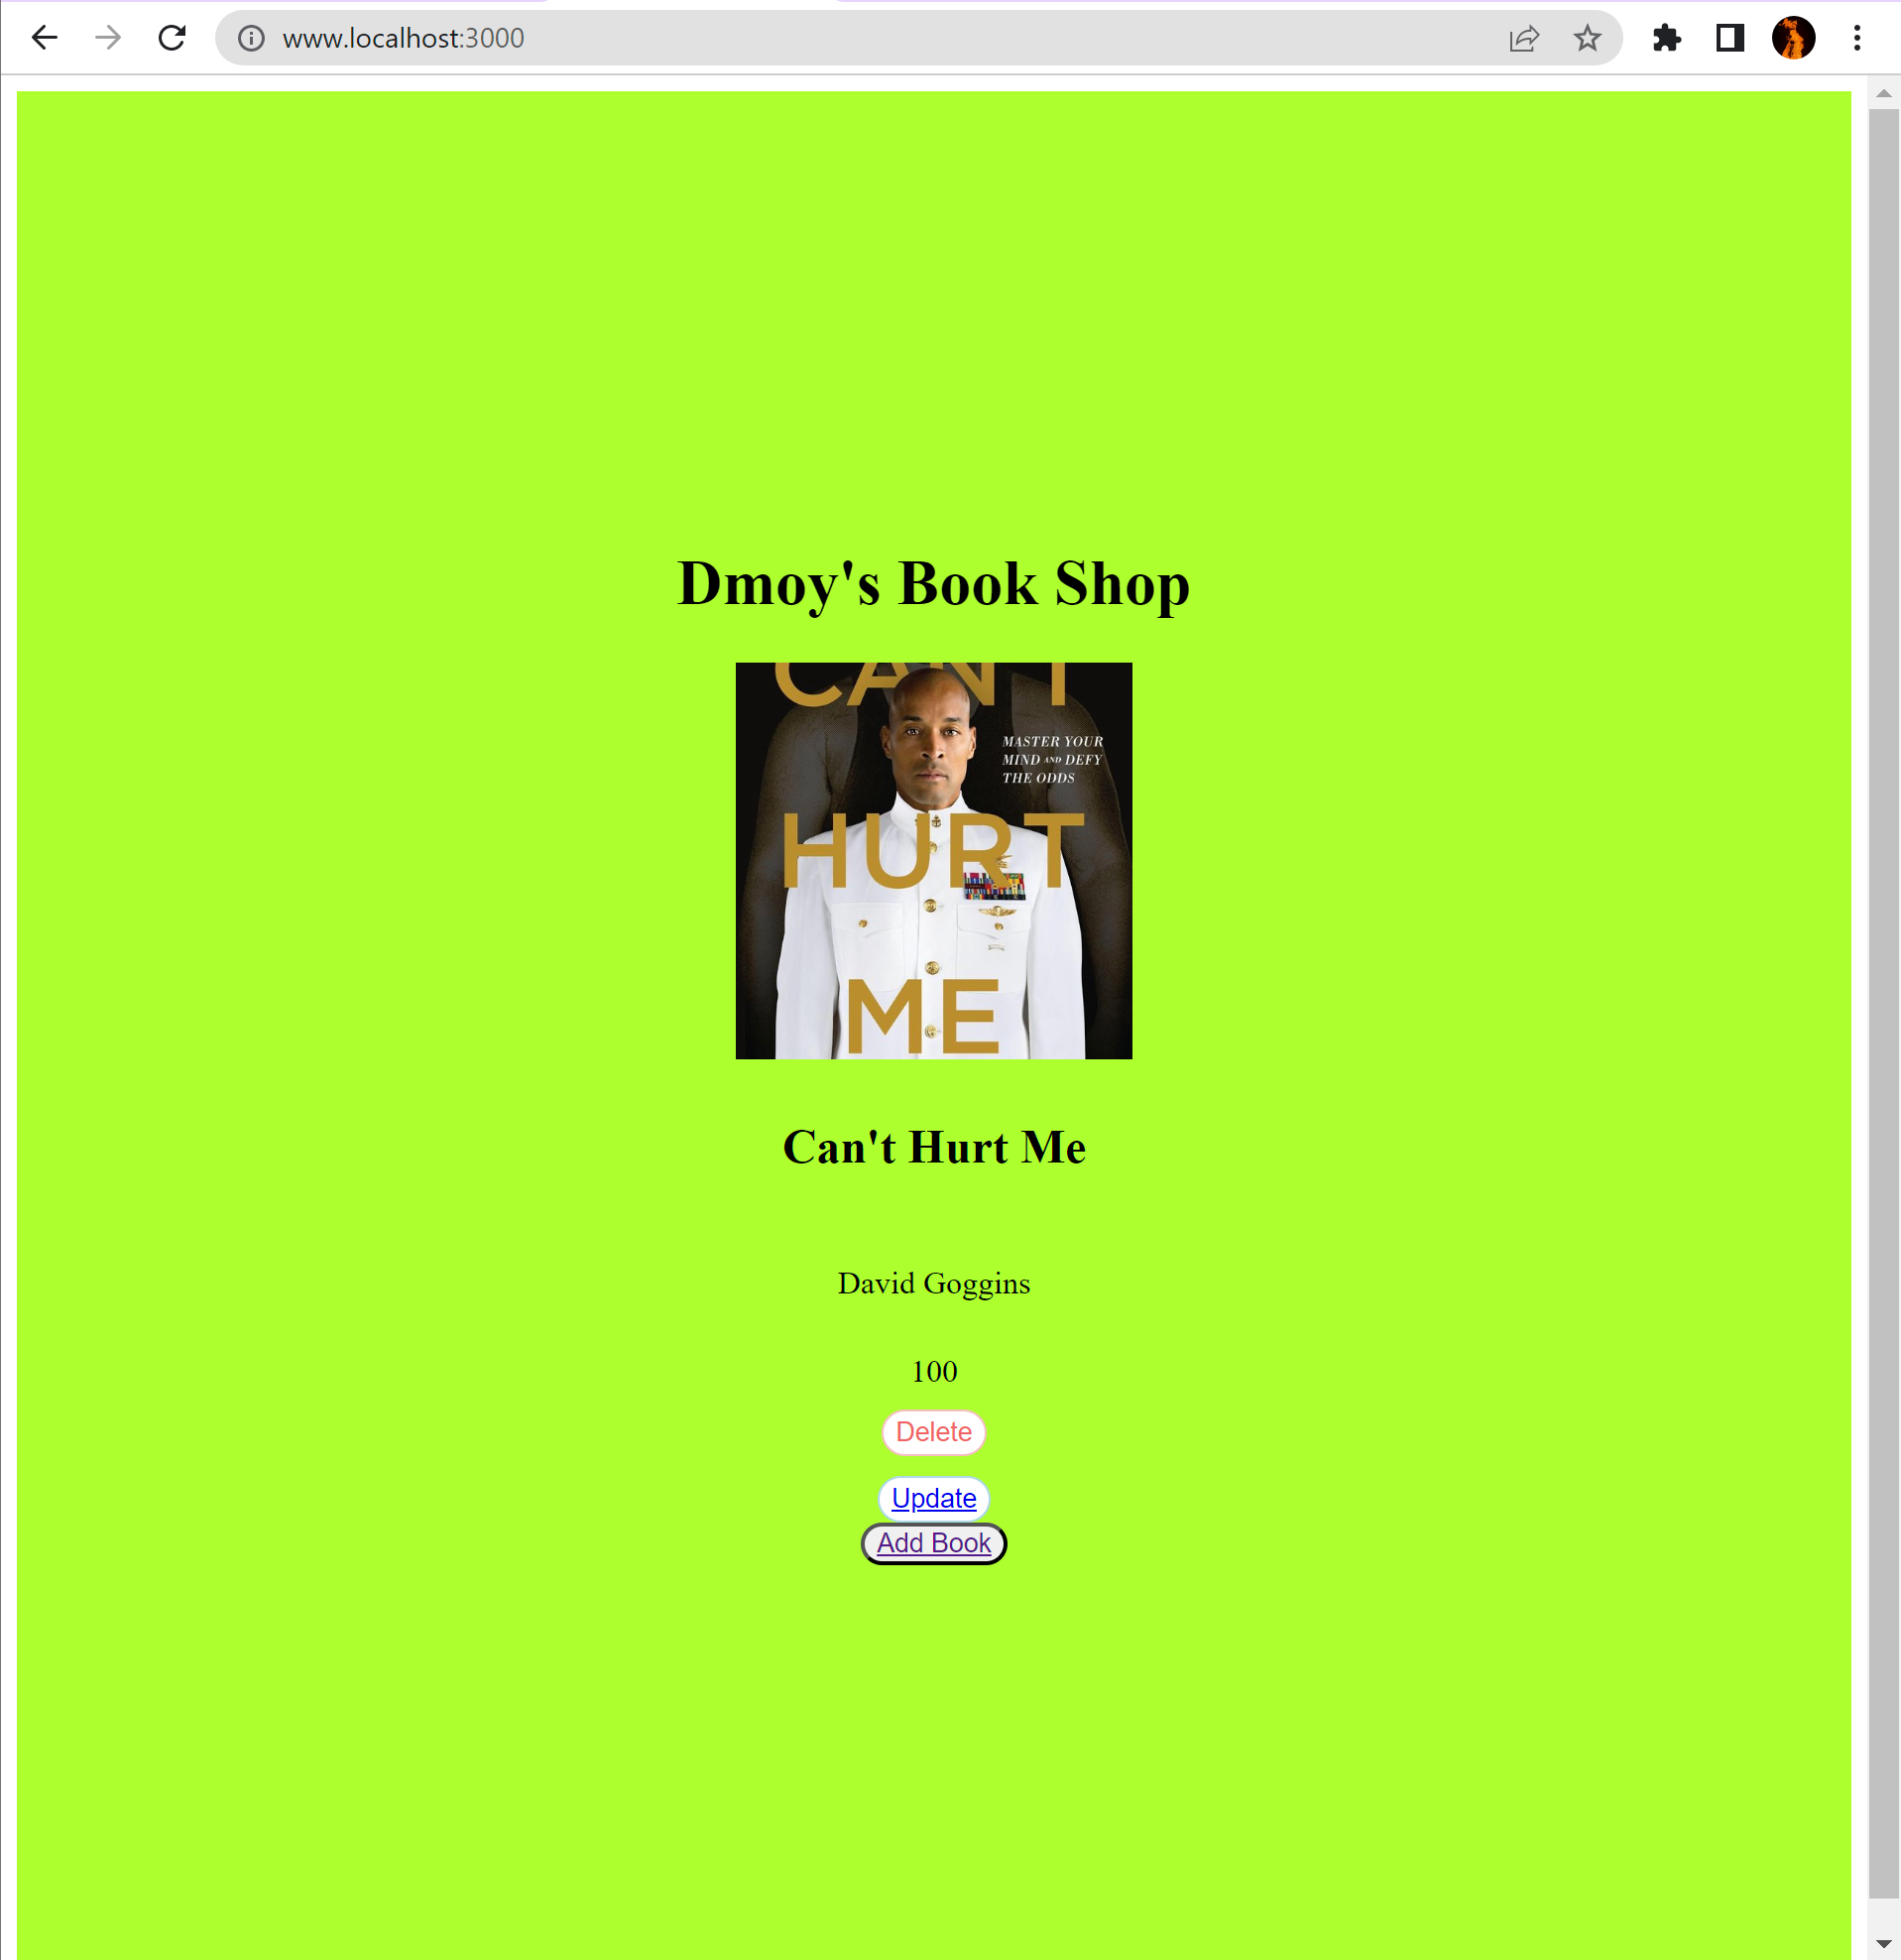 www.localhost:3000
Dmoy's Book Shop
CAN'T
MASTER YOUR
MIND AND DEFY
THE ODDS
HURT
ME
Can't Hurt Me
David Goggins
100
Delete
Update
Add Book